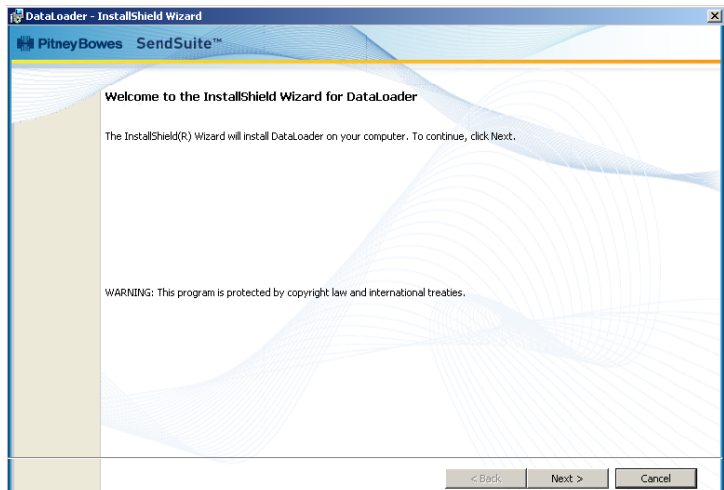 DataLoader - InstallShield Wizard
PitneyBowes SendSuite™
Welcome to the InstallShield Wizard for DataLoader
The InstallShield(R) Wizard will install DataLoader on your computer. To continue, click Next.
WARNING: This program is protected by copyright law and international treaties.
< Back Next > Cancel